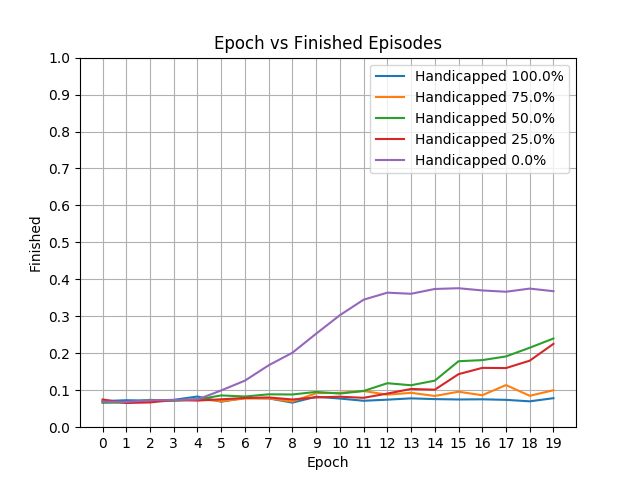 Epoch vs Finished Episodes
1.0
0.9
0.8
0.7
0.6
0.5
0.4
0.3
0.2
0.1
0.0
Finished
Handicapped 100.0%
Handicapped 75.0%
Handicapped 50.0%
Handicapped 25.0%
Handicapped 0.0%
0 1 2 3 4 5 6 7 8 9 10 11 12 13 14 15 16 17 18 19
Epoch